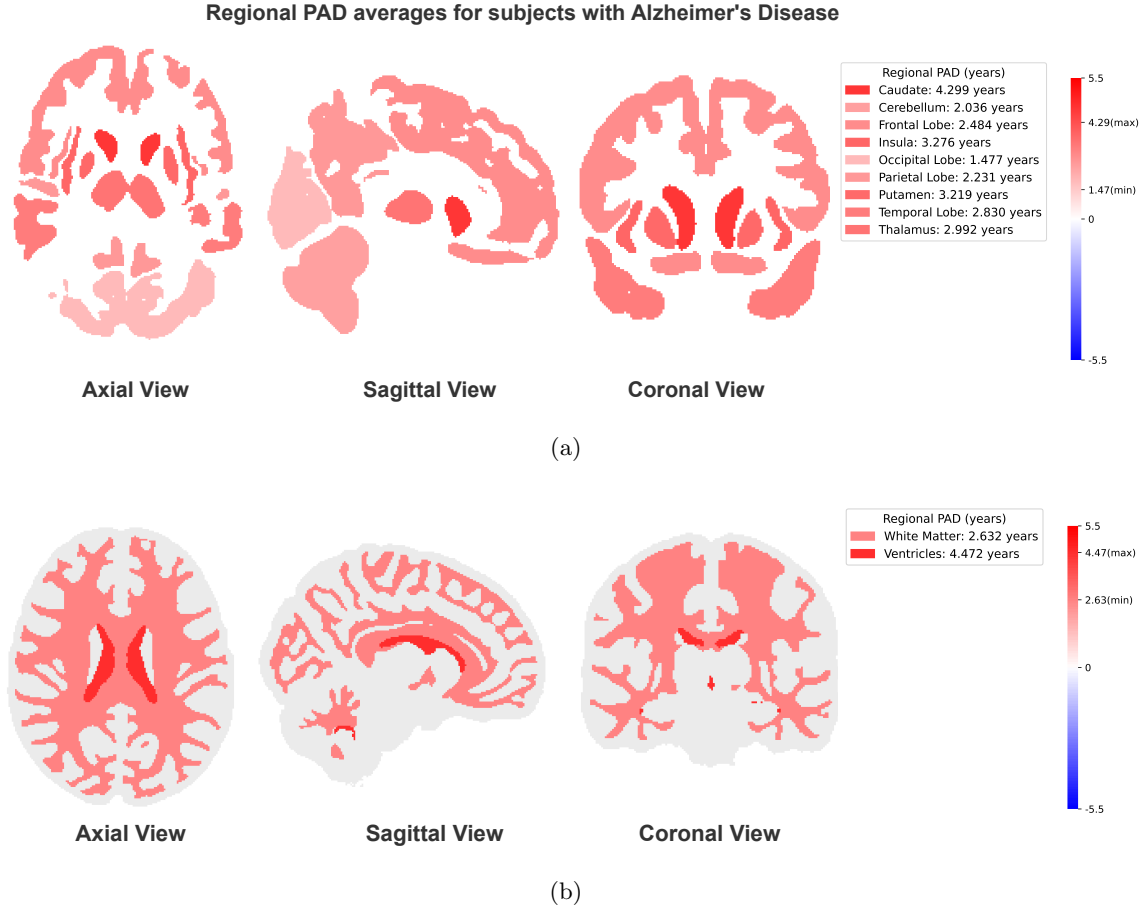 Regional PAD averages for subjects with Alzheimer's Disease
Regional PAD (years)
Caudate: 4.299 years
Cerebellum: 2.036 years
Frontal Lobe: 2.484 years
Insula: 3.276 years
Occipital Lobe: 1.477 years
Parietal Lobe: 2.231 years
Putamen: 3.219 years
Temporal Lobe: 2.830 years
Thalamus: 2.992 years
5.5
4.29(max)
1.47(min)
0
-5.5
Axial View
Sagittal View
Coronal View
(a)
Regional PAD (years)
White Matter: 2.632 years
Ventricles: 4.472 years
5.5
4.47(max)
2.63(min)
0
-5.5
Axial View
Sagittal View
Coronal View
(b)